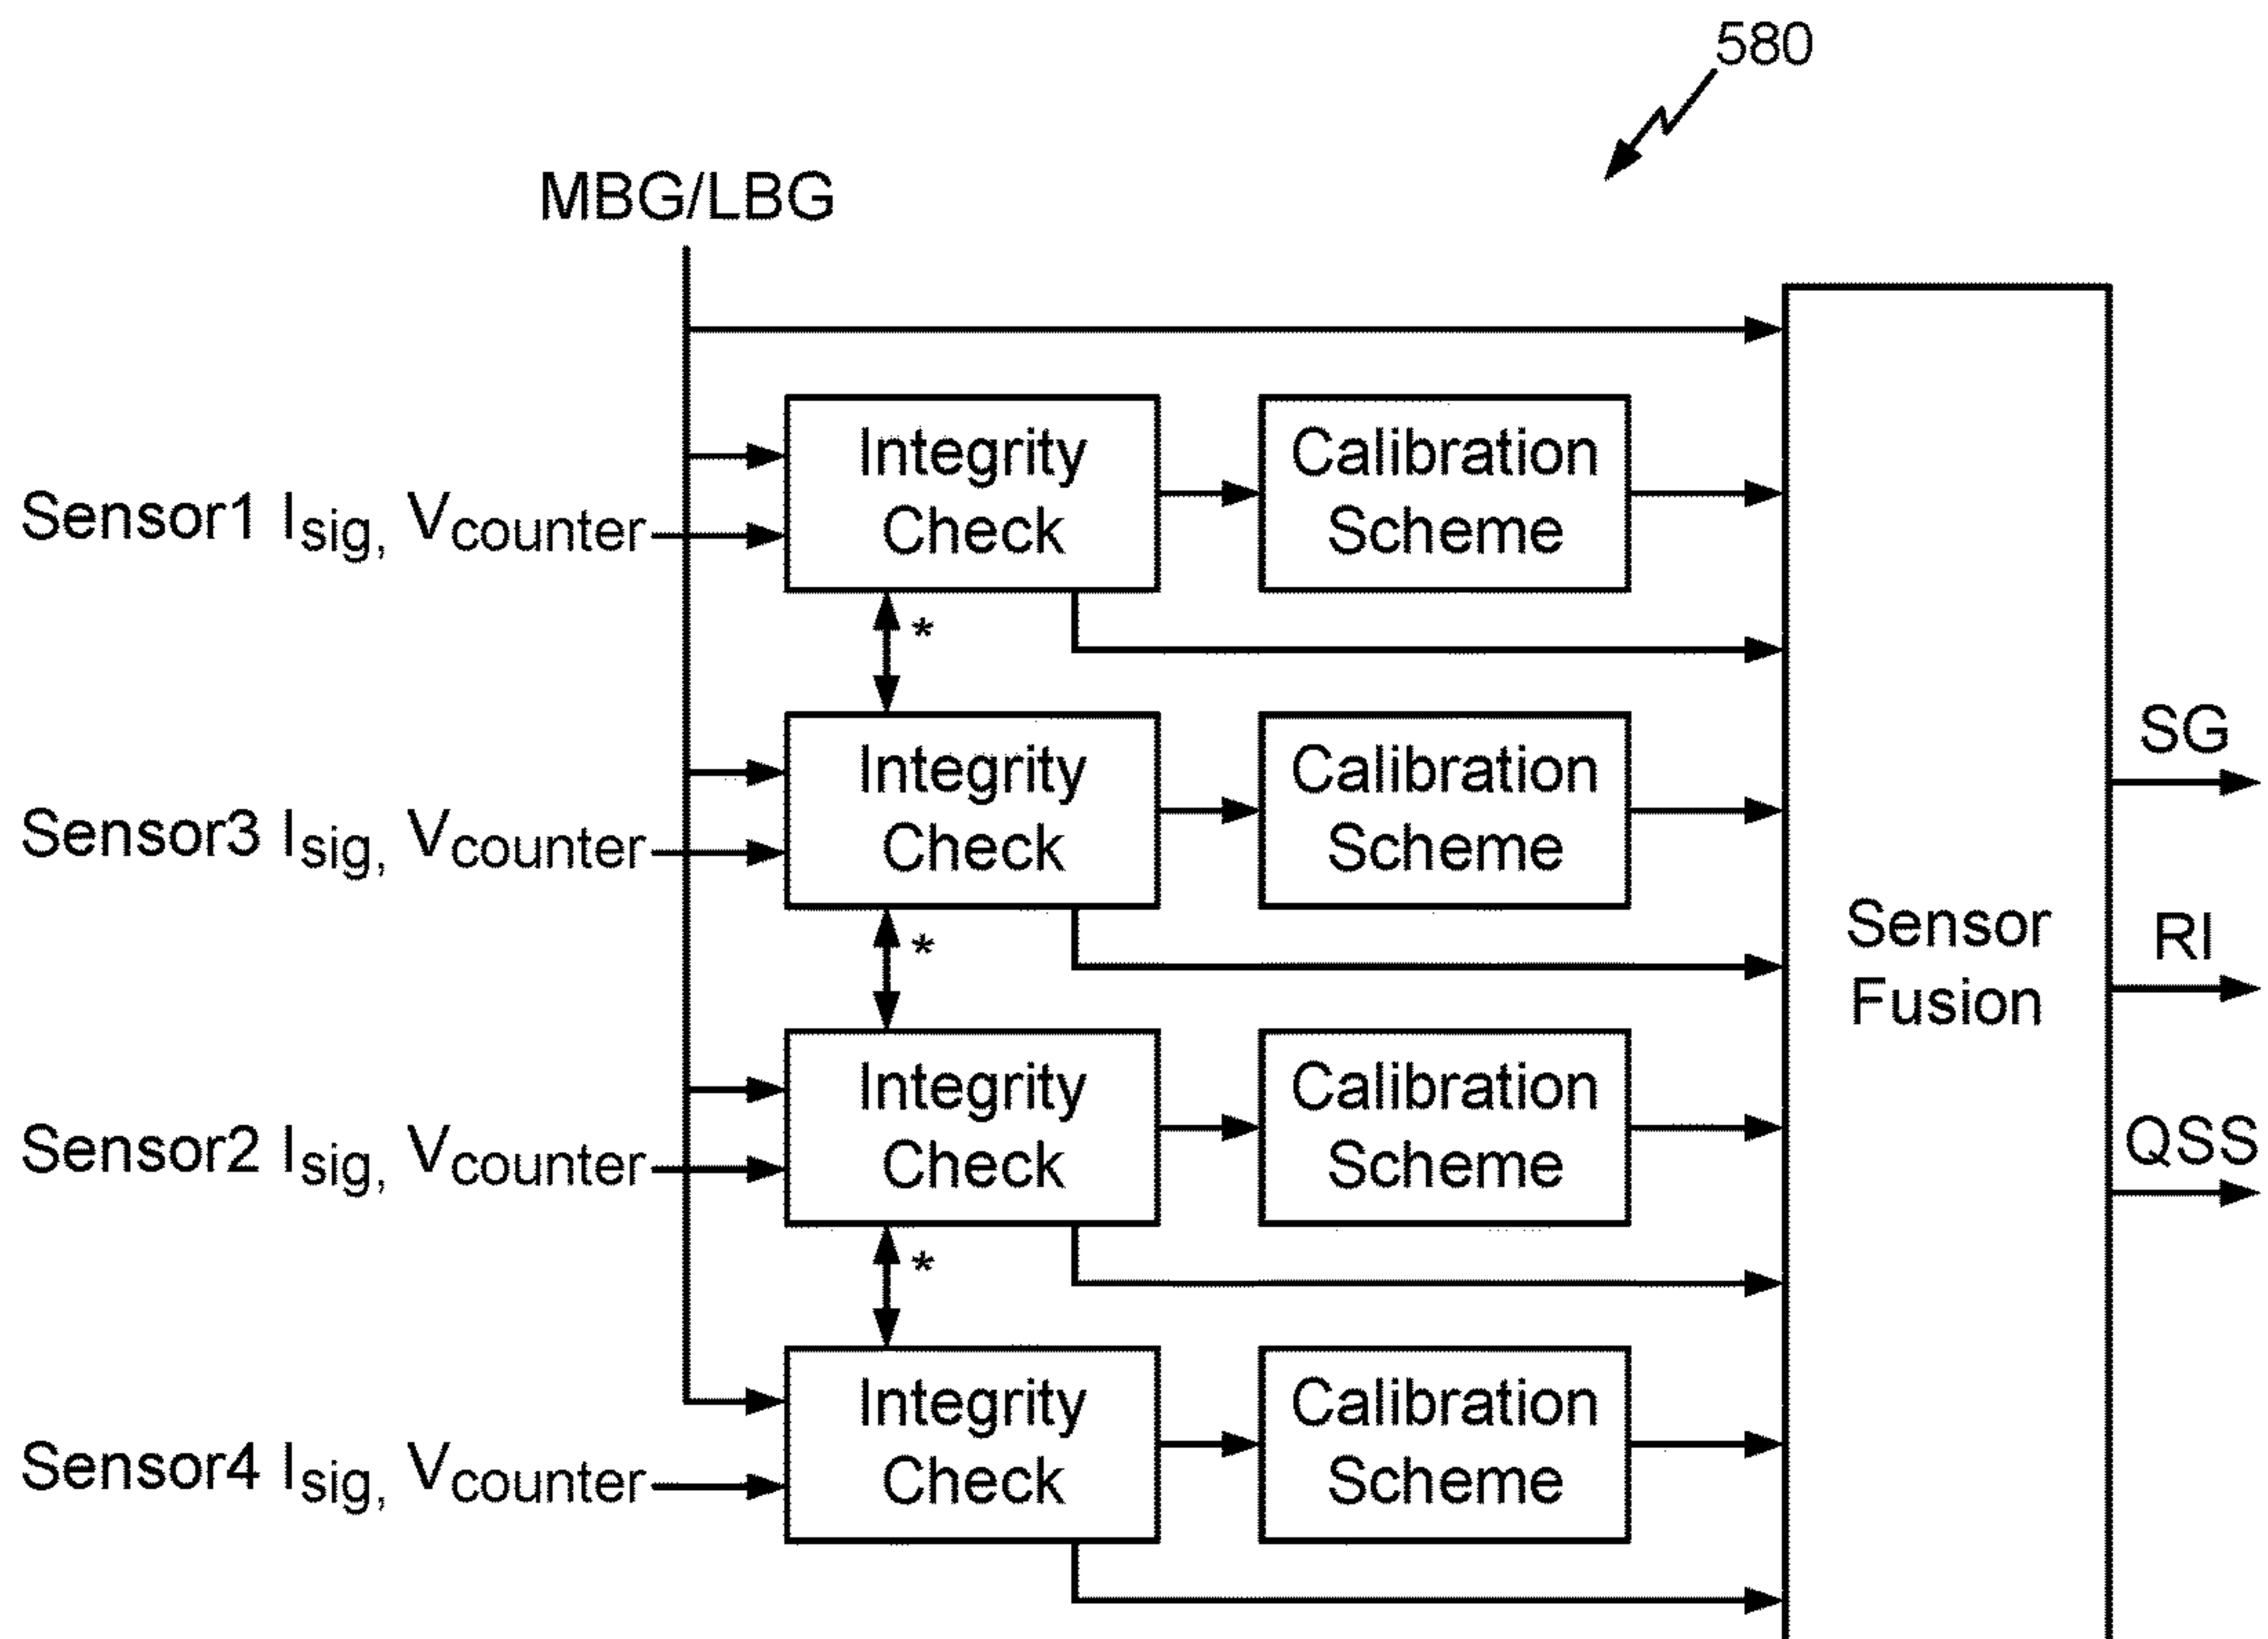 580
MBG/LBG
Sensor1 Isig, Vcounter
Integrity
Check
Calibration
Scheme
*
Sensor3 Isig, Vcounter
Integrity
Check
Calibration
Scheme
*
Sensor2 Isig, Vcounter
Integrity
Check
Calibration
Scheme
*
Sensor4 Isig, Vcounter
Integrity
Check
Calibration
Scheme
Sensor
Fusion
SG
RI
QSS